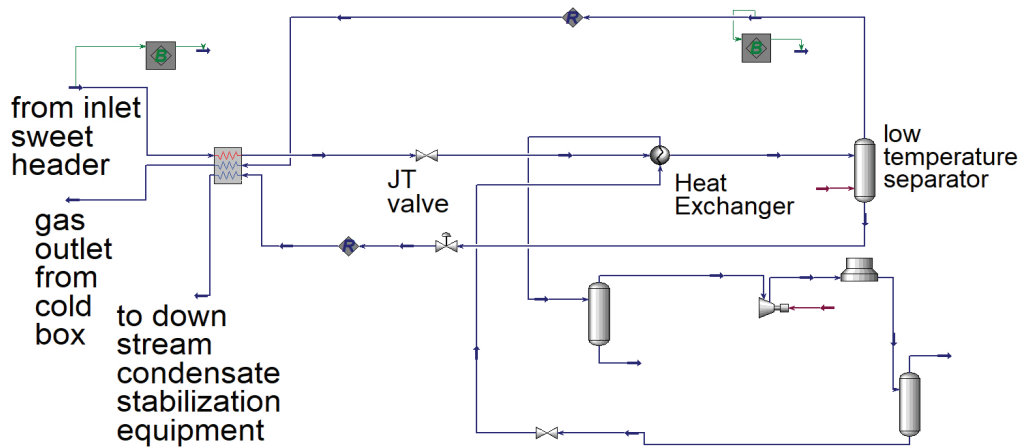 R
B
B
from inlet
sweet
header
low
temperature
separator
JT
valve
Heat
Exchanger
gas
outlet
from
cold
box
R
to down
stream
condensate
stabilization
equipment